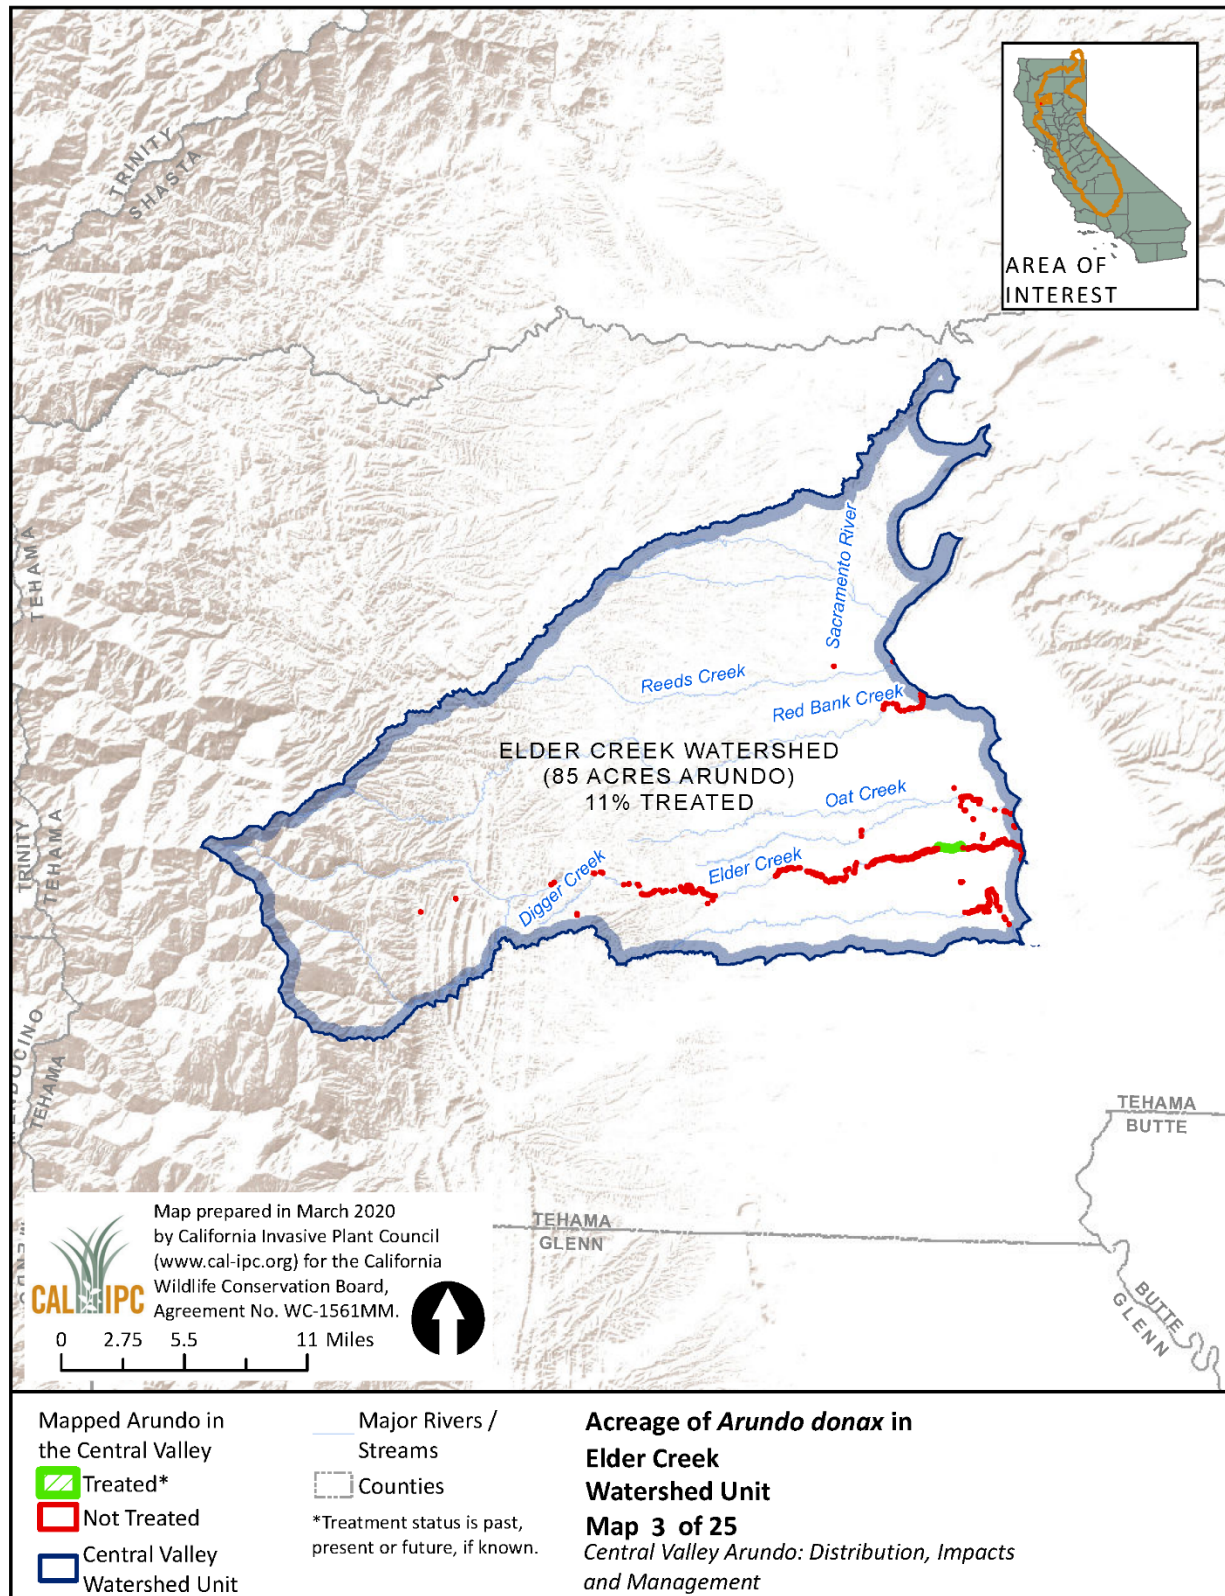 TRINITY
SHASTA
AREA OF
INTEREST
TEHAMA
Sacramento River
Reeds Creek
Red Bank Creek
ELDER CREEK WATERSHED
(85 ACRES ARUNDO)
11% TREATED
Oat Creek
Elder Creek
Digger Creek
TRINITY
TEHAMA
MENDOCINO
TEHAMA
TEHAMA
BUTTE
TEHAMA
GLENN
BUTTE
GLENN
CAL IPC
Map prepared in March 2020
by California Invasive Plant Council
(www.cal-ipc.org) for the California
Wildlife Conservation Board,
Agreement No. WC-1561MM.
0 2.75 5.5 11 Miles
Mapped Arundo in
the Central Valley
Treated*
Not Treated
Central Valley
Watershed Unit
Major Rivers /
Streams
Counties
*Treatment status is past,
present or future, if known.
Acreage of Arundo donax in
Elder Creek
Watershed Unit
Map 3 of 25
Central Valley Arundo: Distribution, Impacts
and Management